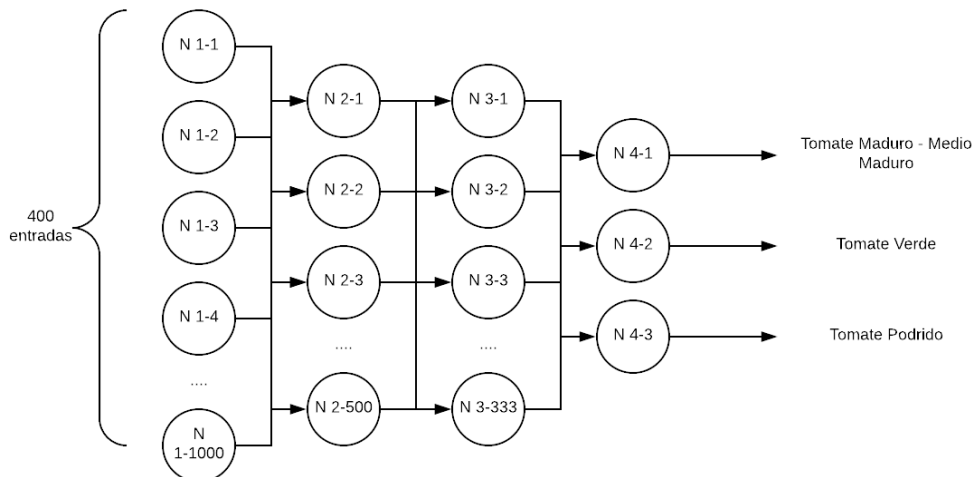 400
entradas
N 1-1
N 1-2
N 1-3
N 1-4
....
N
1-1000
N 2-1
N 2-2
N 2-3
....
N 2-500
N 3-1
N 3-2
N 3-3
....
N 3-333
N 4-1
N 4-2
N 4-3
Tomate Maduro - Medio
Maduro
Tomate Verde
Tomate Podrido